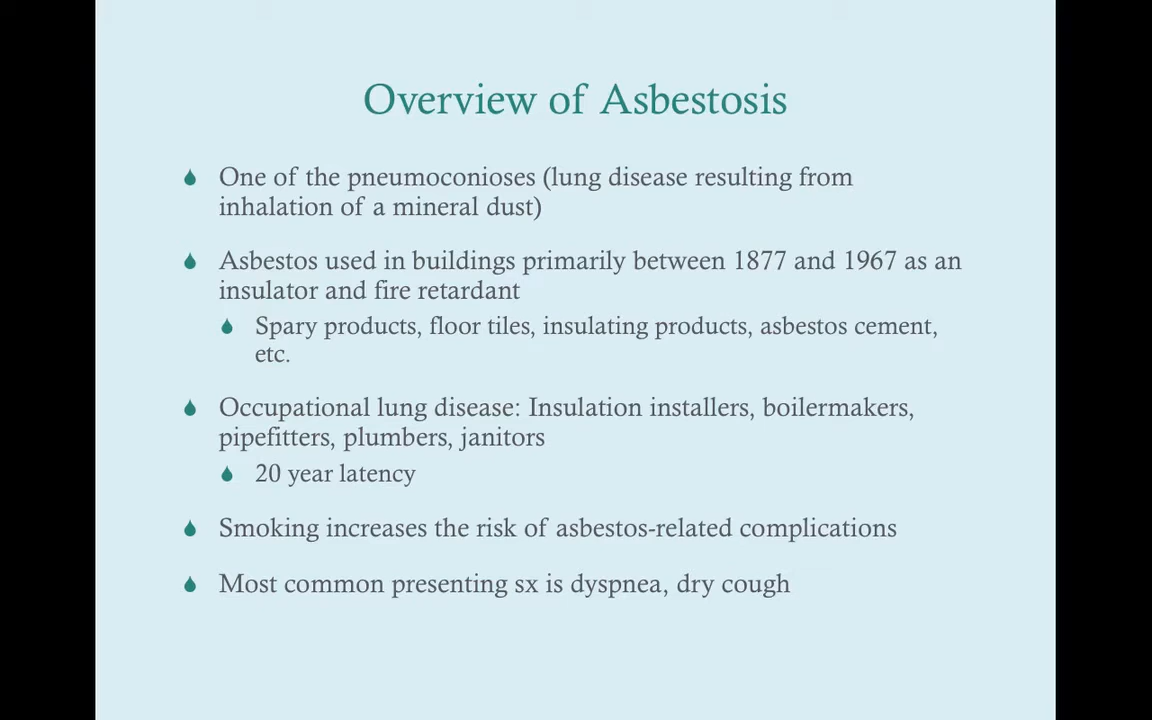 Overview of Asbestosis
One of the pneumoconioses (lung disease resulting from
inhalation of a mineral dust)
Asbestos used in buildings primarily between 1877 and 1967 as an
insulator and fire retardant
Spary products, floor tiles, insulating products, asbestos cement,
etc.
Occupational lung disease: Insulation installers, boilermakers,
pipefitters, plumbers, janitors
20 year latency
Smoking increases the risk of asbestos-related complications
Most common presenting sx is dyspnea, dry cough